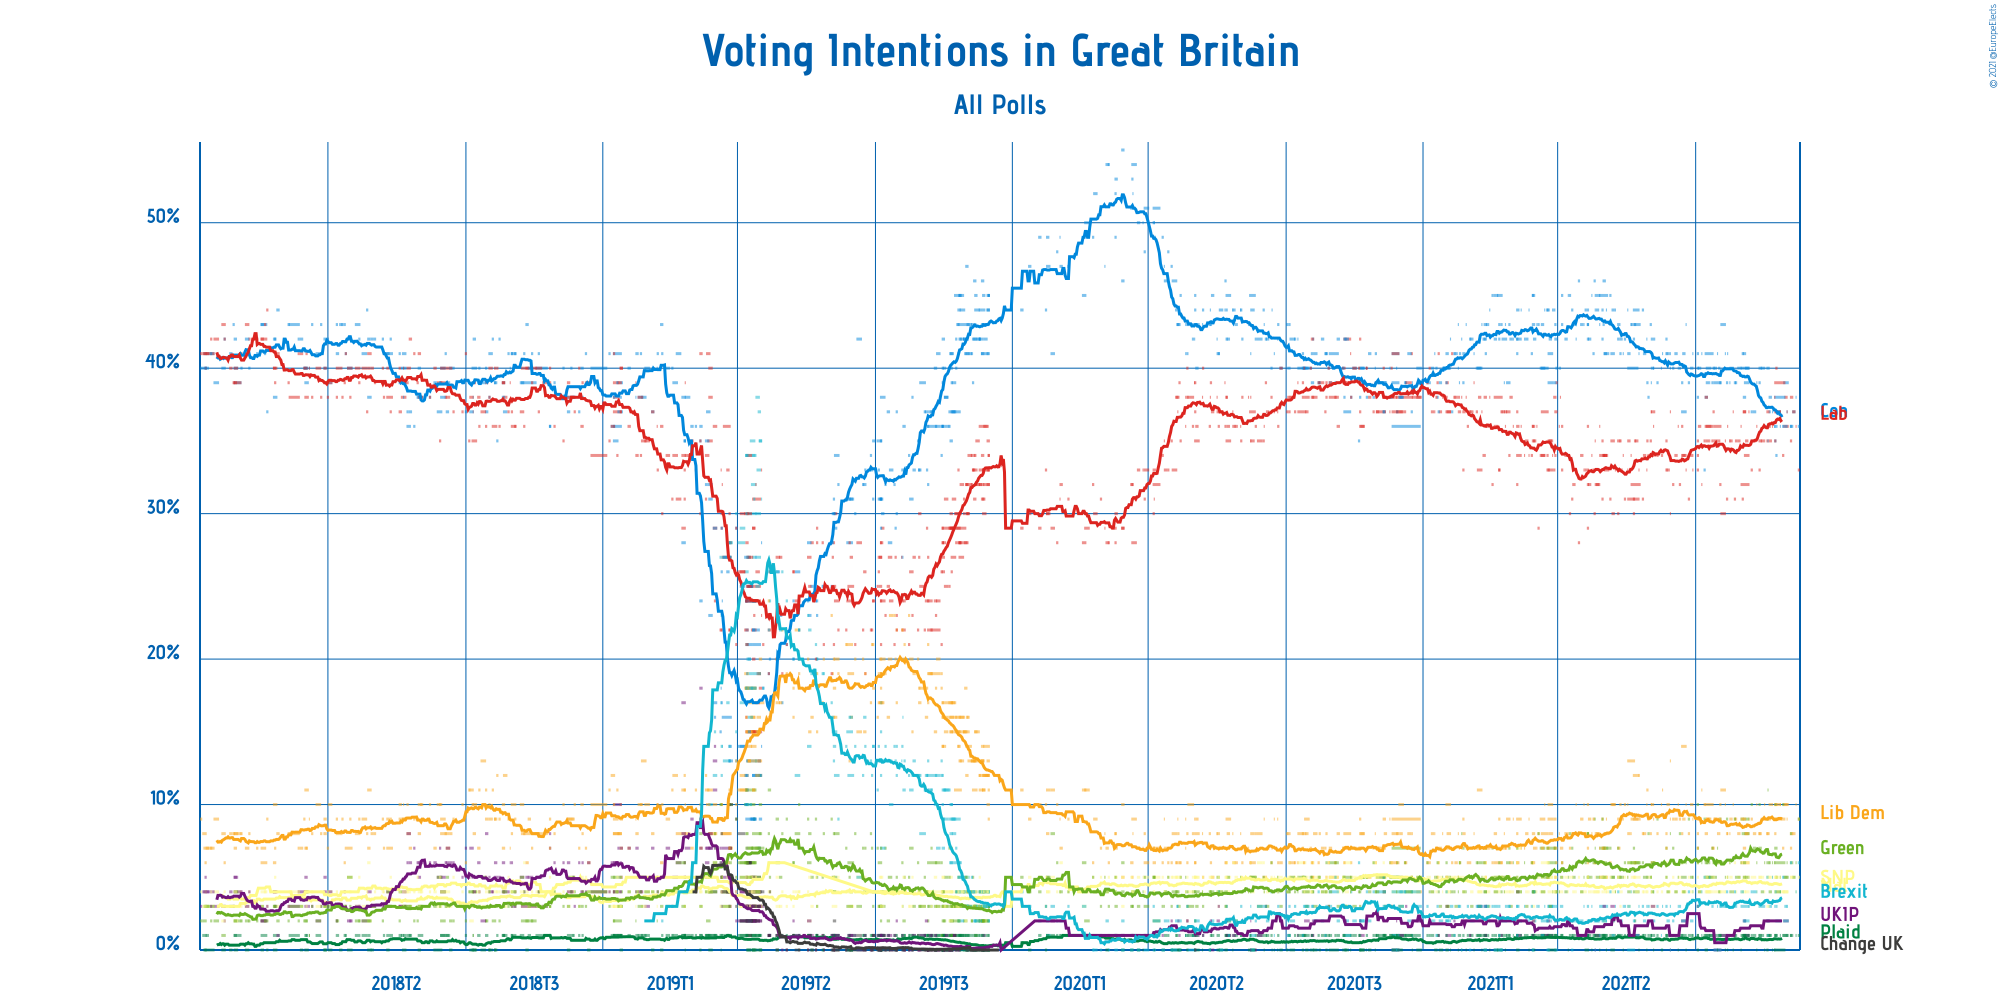 Voting Intentions in Great Britain
All Polls
© 2021 @EuropeElects
50%
40%
30%
20%
10%
0%
2018T2
2018T3
2019T1
2019T2
2019T3
2020T1
2020T2
2020T3
2021T1
2021T2
Con
Lab
Lib Dem
Green
SNP
Brexit
UKIP
Plaid
Change UK